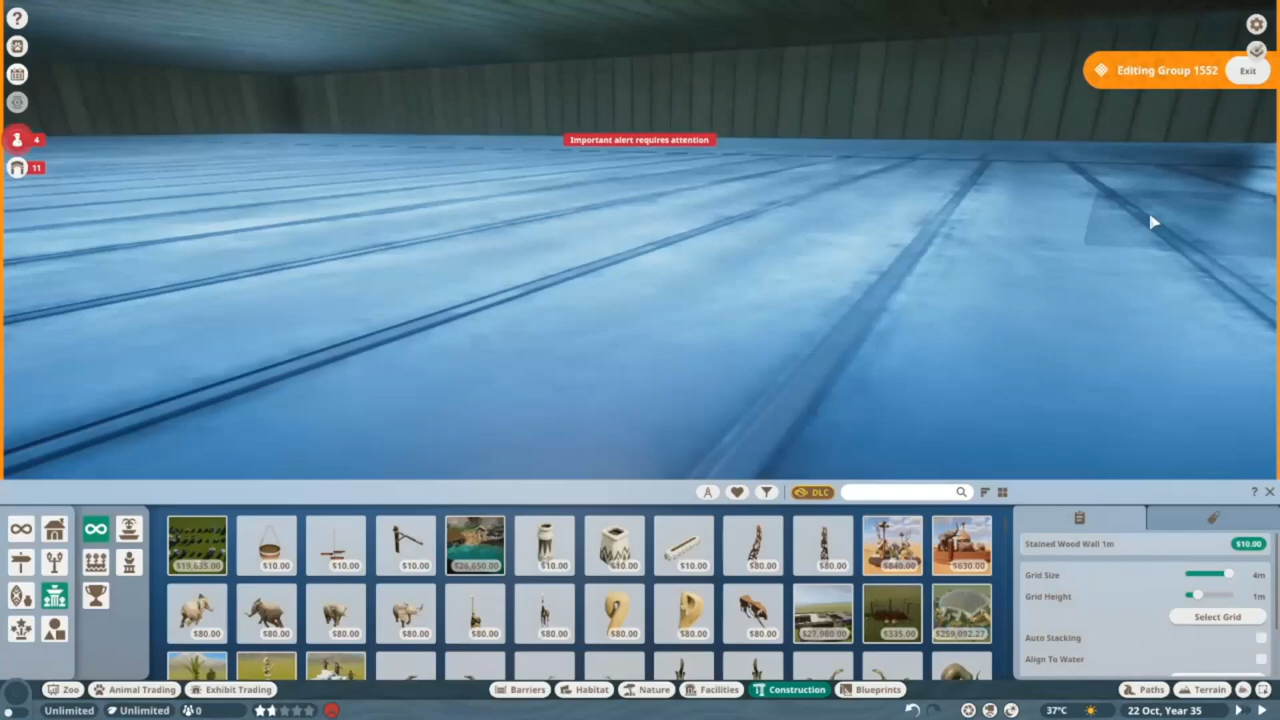 Editing Group 1552
Exit
Important alert requires attention
4
11
DLC
$19,635.00
$10.00
$10.00
$10.00
$26,650.00
$10.00
$10.00
$10.00
$80.00
$80.00
$840.00
$630.00
$80.00
$80.00
$80.00
$80.00
$80.00
$80.00
$80.00
$80.00
$80.00
$27,980.00
$335.00
$259,092.27
Stained Wood Wall 1m
$10.00
Grid Size
4m
Grid Height
1m
Select Grid
Auto Stacking
Align To Water
Zoo
Animal Trading
Exhibit Trading
Barriers
Habitat
Nature
Facilities
Construction
Blueprints
Paths
Terrain
Unlimited
Unlimited
0
37°C
22 Oct, Year 35